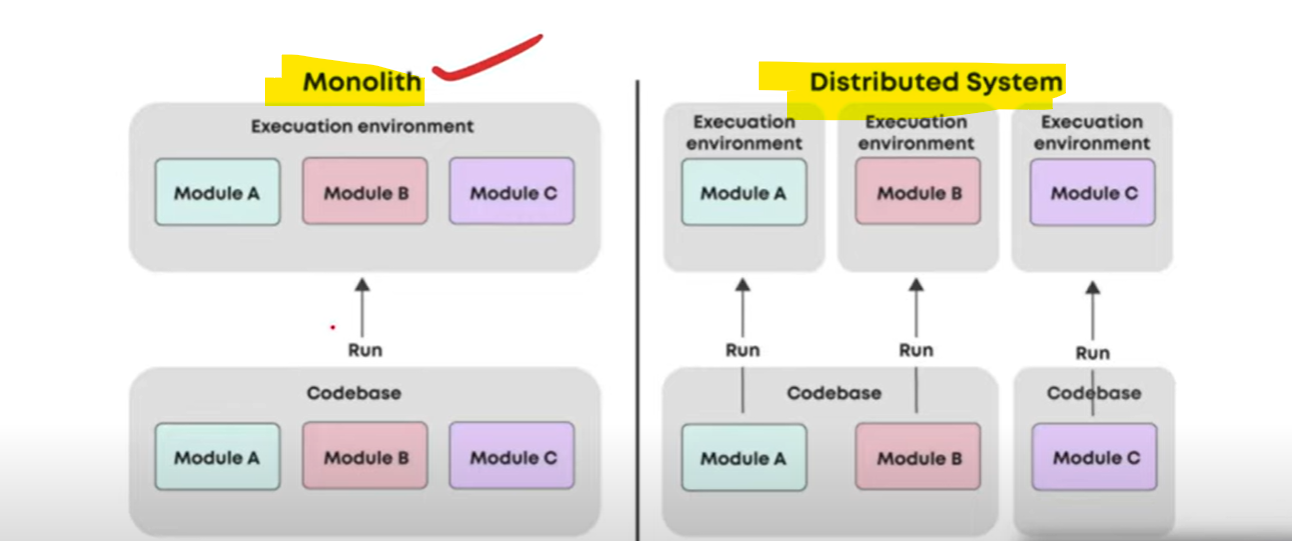 Monolith
Execuation environment
Module A
Module B
Module C
Run
Codebase
Module A
Module B
Module C
Distributed System
Execuation
environment
Module A
Execuation
environment
Module B
Execuation
environment
Module C
Run
Run
Run
Codebase
Module A
Module B
Codebase
Module C